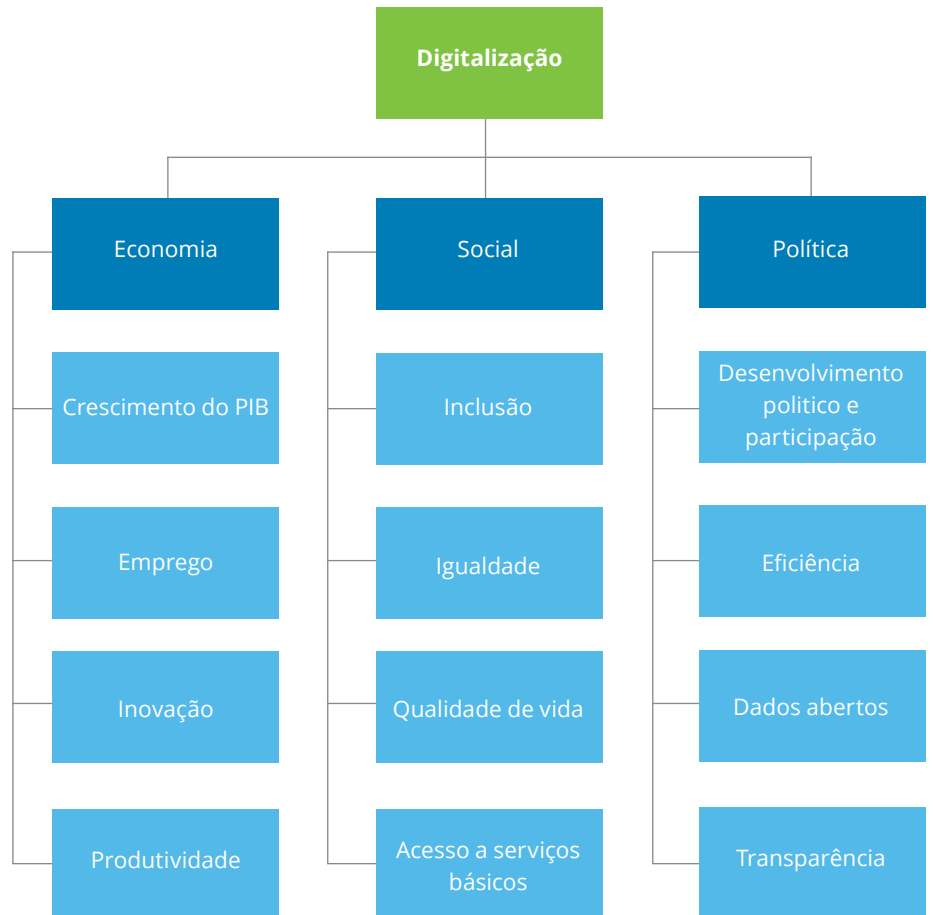 Digitalização
Economia
Social
Política
Crescimento do PIB
Inclusão
Desenvolvimento
politico e
participação
Emprego
Igualdade
Eficiência
Inovação
Qualidade de vida
Dados abertos
Produtividade
Acesso a serviços
básicos
Transparência